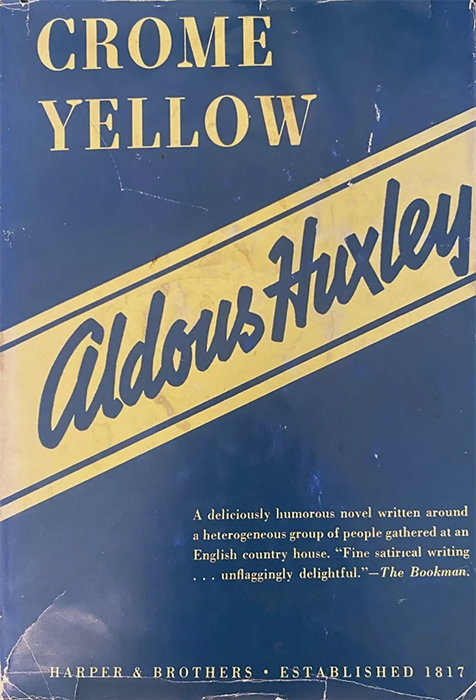 CROME
YELLOW
Aldous Huxley
A deliciously humorous novel written around
a heterogeneous group of people gathered at an
English country house. “Fine satirical writing
. . . unflaggingly delightful.”—The Bookman.
HARPER & BROTHERS • ESTABLISHED 1817